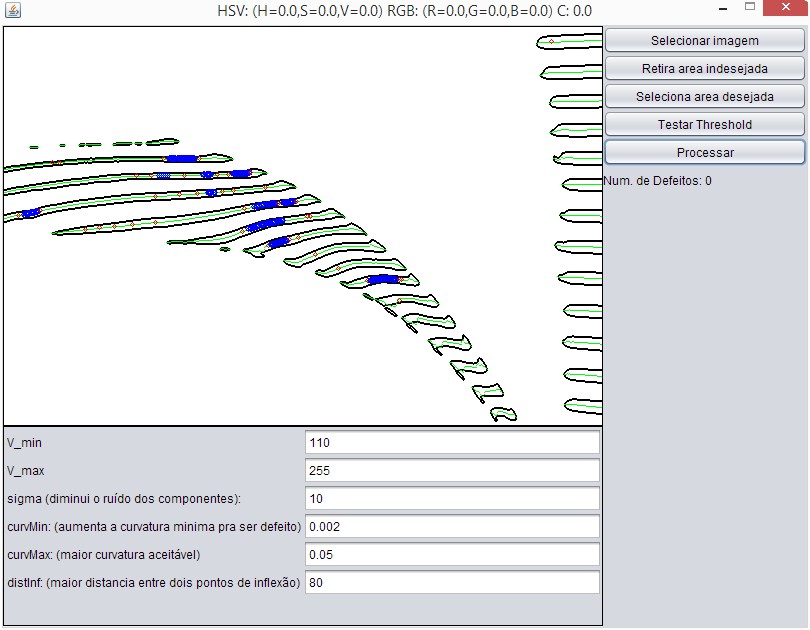 HSV: (H=0.0,S=0.0,V=0.0) RGB: (R=0.0,G=0.0,B=0.0) C: 0.0
Selecionar imagem
Retira area indesejada
Seleciona area desejada
Testar Threshold
Processar
Num. de Defeitos: 0
V_min 110
V_max 255
sigma (diminui o ruído dos componentes): 10
curvMin: (aumenta a curvatura minima pra ser defeito) 0.002
curvMax: (maior curvatura aceitável) 0.05
distInf: (maior distancia entre dois pontos de inflexão) 80